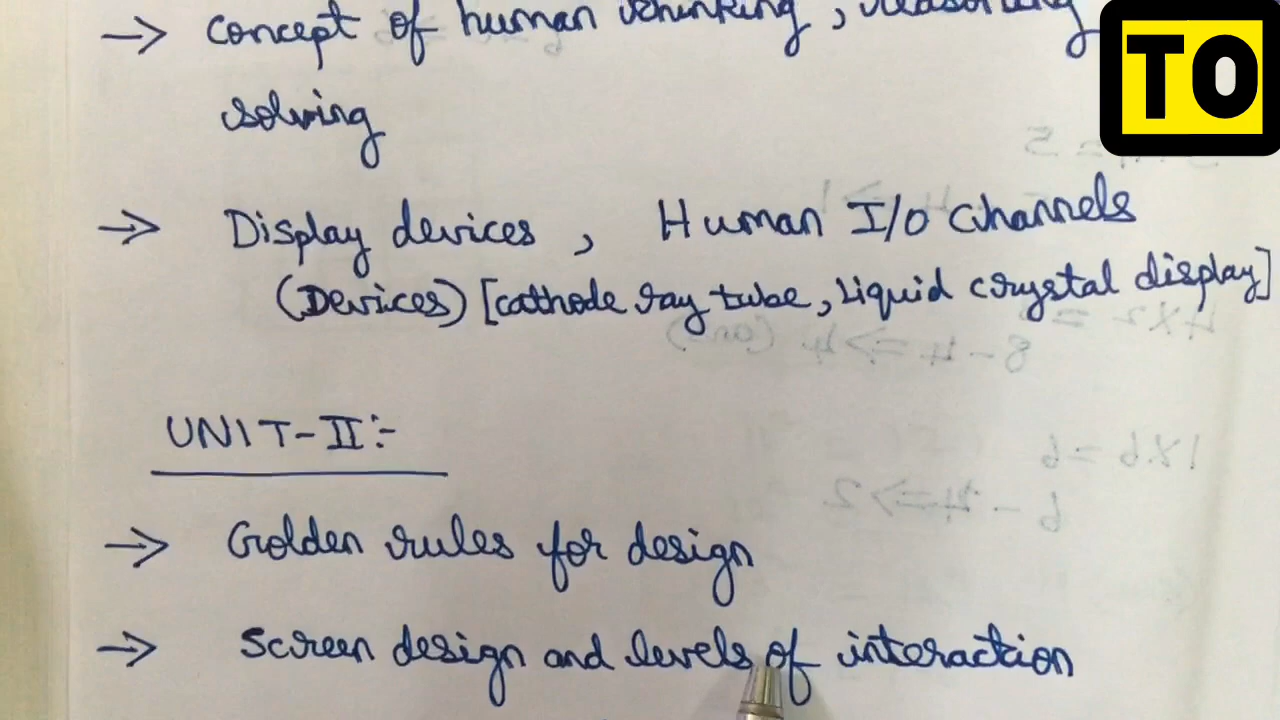 → concept of human thinking, reasoning
solving
→ Display devices, Human I/O channels
(Devices) [cathode ray tube, Liquid crystal display]
UNIT-II:-
→ Golden rules for design
→ Screen design and levels of interaction
TO